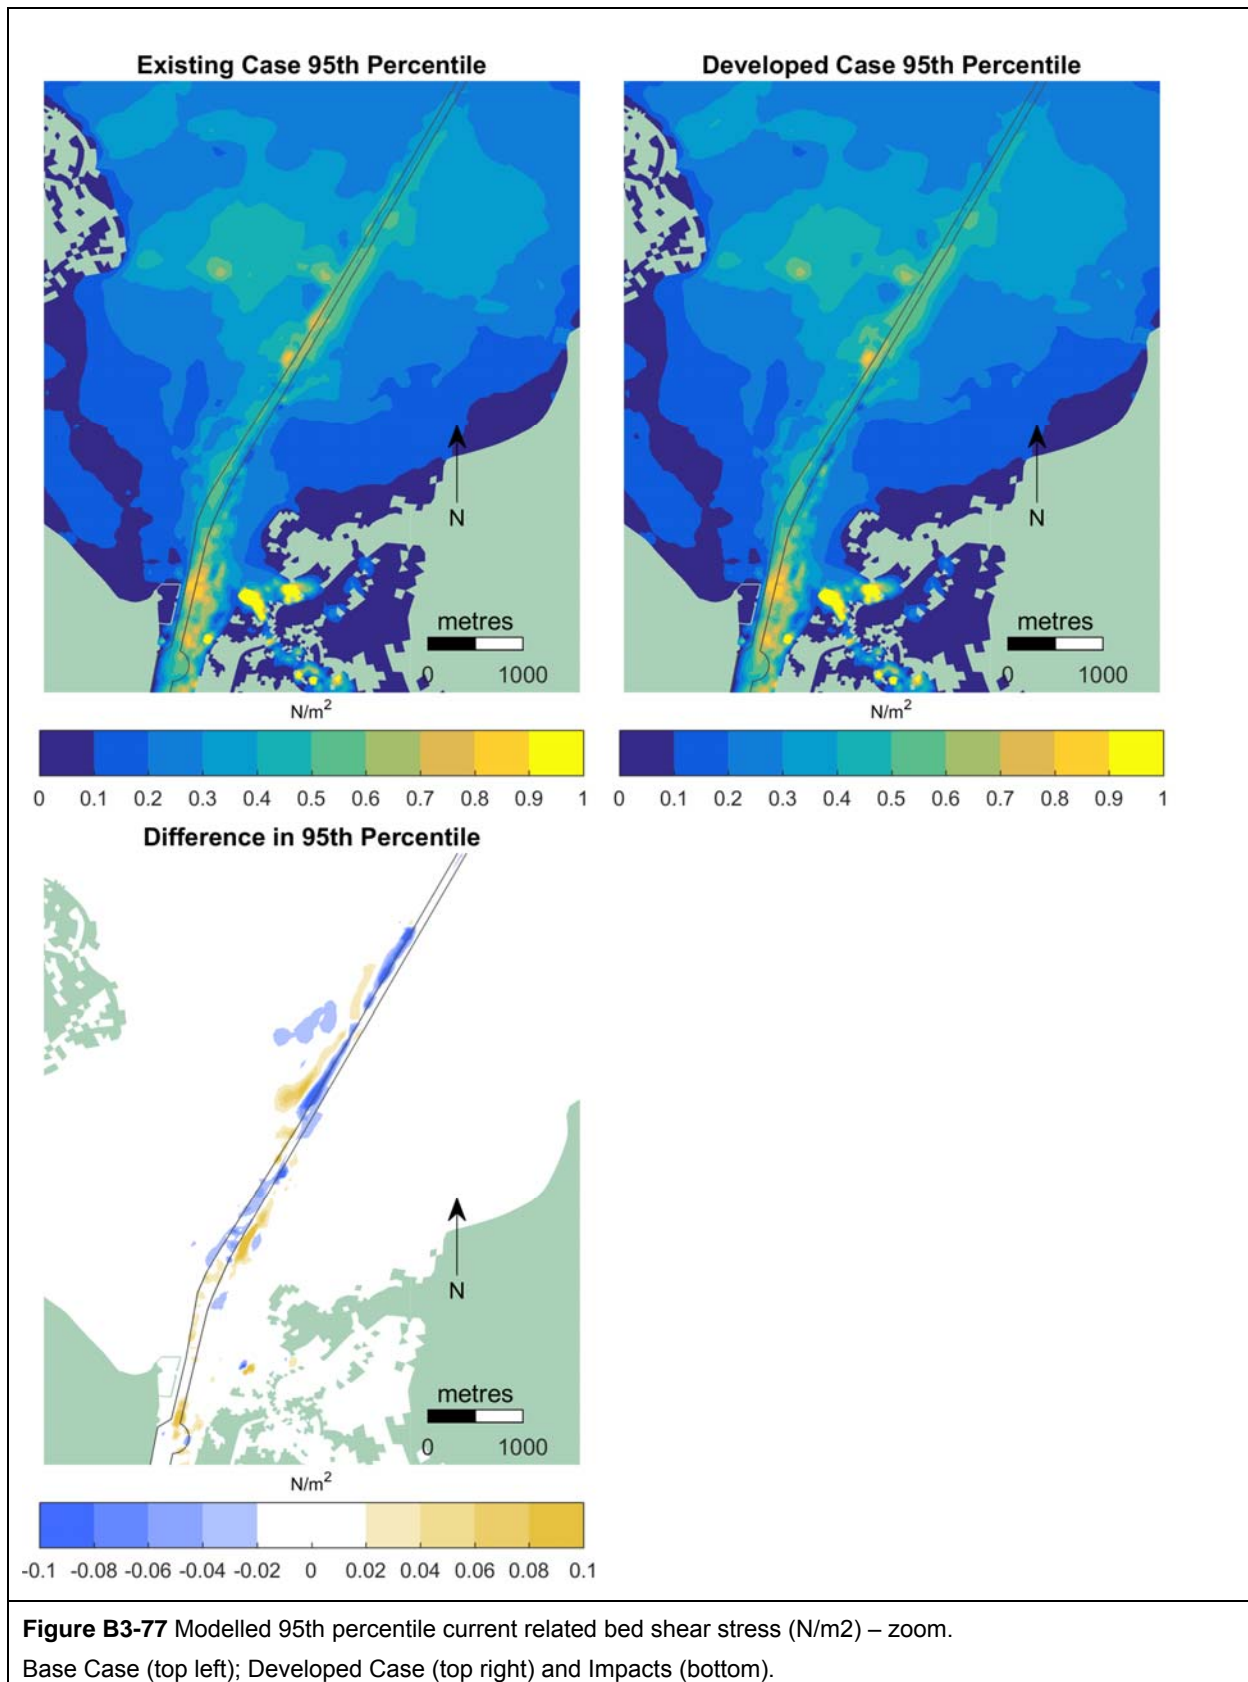 Existing Case 95th Percentile
Developed Case 95th Percentile
N
metres
0 1000
N
metres
0 1000
N/m2
N/m2
0 0.1 0.2 0.3 0.4 0.5 0.6 0.7 0.8 0.9 1
0 0.1 0.2 0.3 0.4 0.5 0.6 0.7 0.8 0.9 1
Difference in 95th Percentile
N
metres
0 1000
N/m2
-0.1 -0.08 -0.06 -0.04 -0.02 0 0.02 0.04 0.06 0.08 0.1
Figure B3-77 Modelled 95th percentile current related bed shear stress (N/m2) – zoom.
Base Case (top left); Developed Case (top right) and Impacts (bottom).